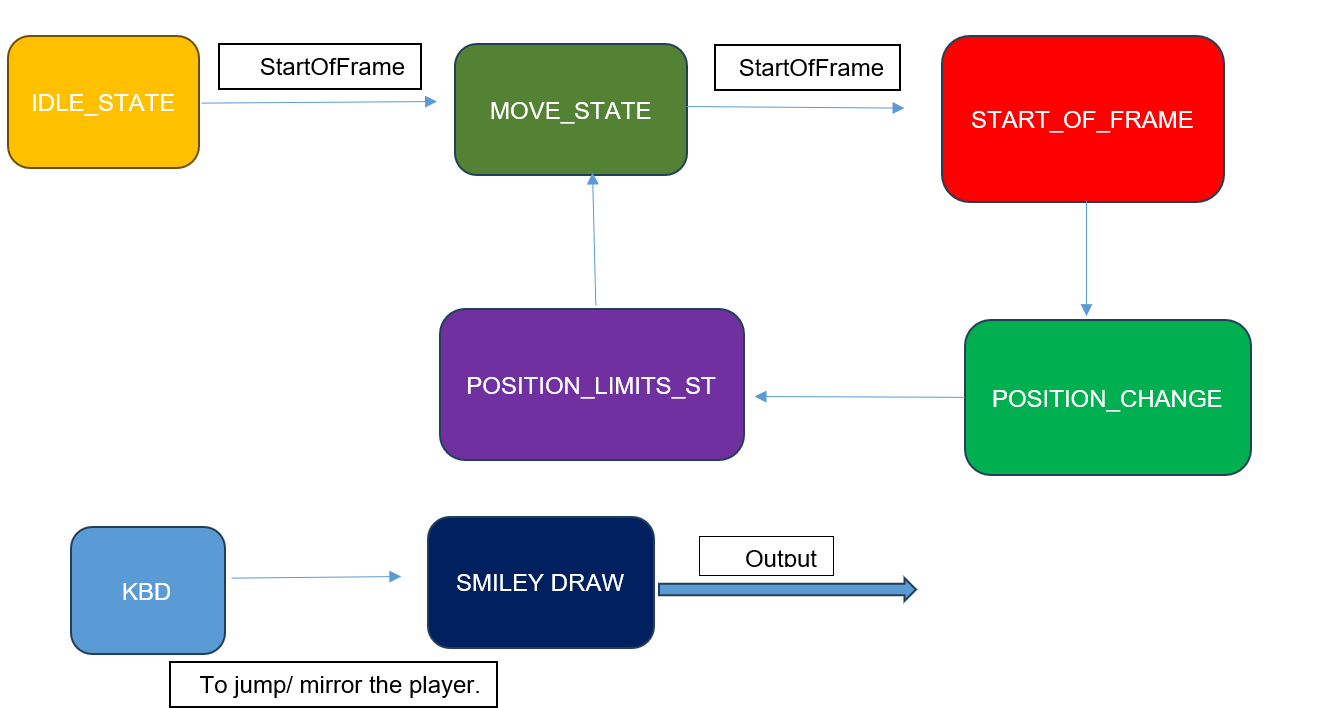 IDLE_STATE
StartOfFrame
MOVE_STATE
StartOfFrame
START_OF_FRAME
POSITION_LIMITS_ST
POSITION_CHANGE
KBD
SMILEY DRAW
Output
To jump/ mirror the player.